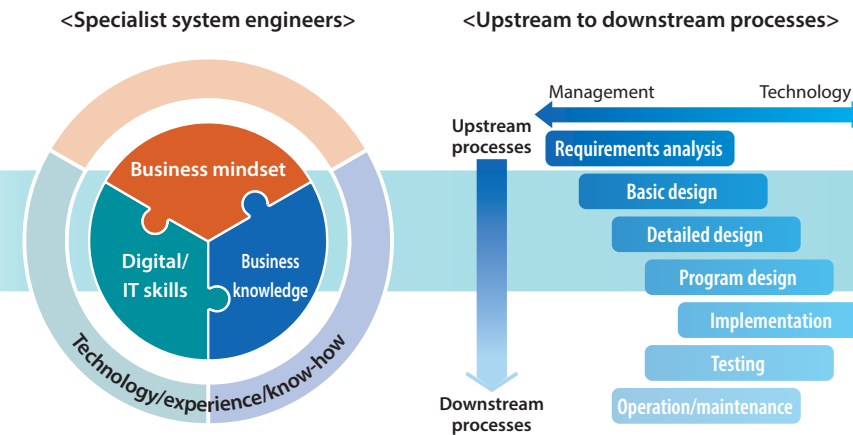 <Specialist system engineers>
Business mindset
Digital/
IT skills
Business
knowledge
Technology/experience/know-how
<Upstream to downstream processes>
Management
Technology
Upstream
processes
Requirements analysis
Basic design
Detailed design
Program design
Implementation
Testing
Operation/maintenance
Downstream
processes